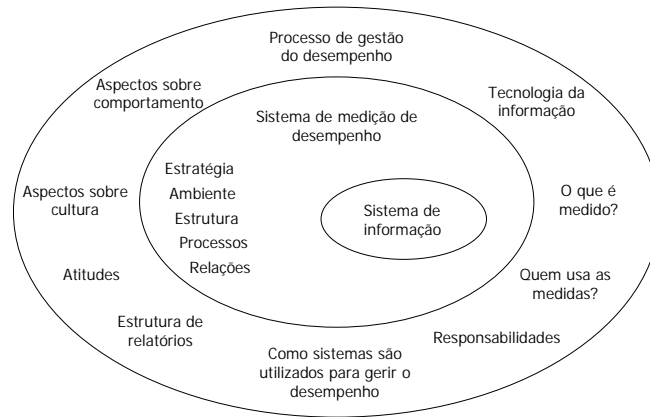 Processo de gestão
do desempenho
Aspectos sobre
comportamento
Tecnologia da
informação
Sistema de medição de
desempenho
Estratégia
Ambiente
Estrutura
Processos
Relações
Sistema de
informação
Aspectos sobre
cultura
O que é
medido?
Atitudes
Quem usa as
medidas?
Estrutura de
relatórios
Responsabilidades
Como sistemas são
utilizados para gerir o
desempenho